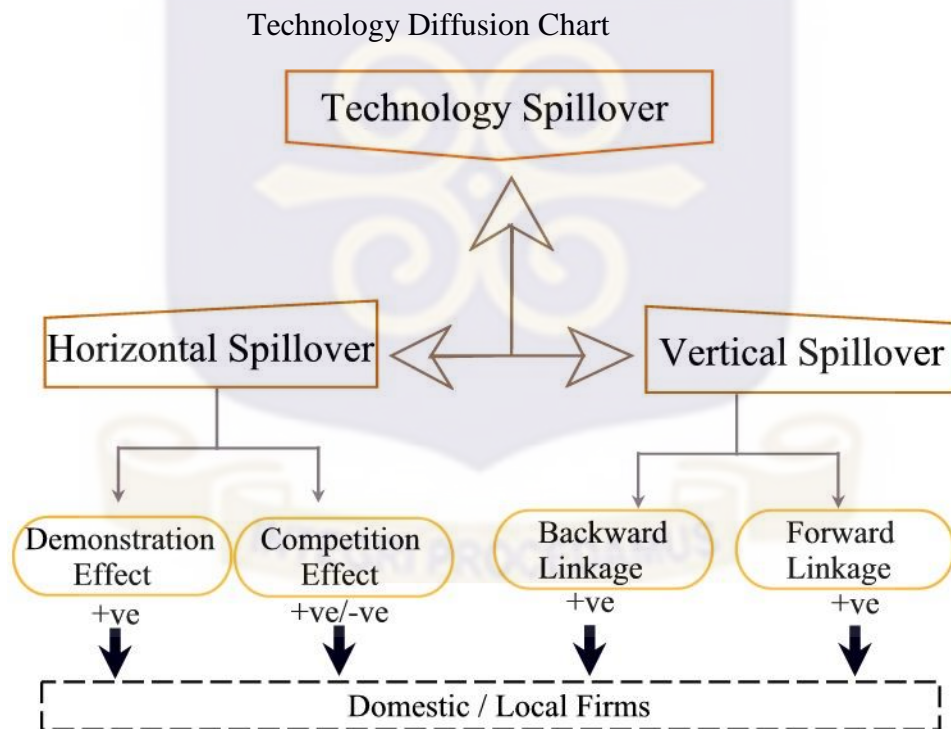 Technology Diffusion Chart
Technology Spillover
Horizontal Spillover
Vertical Spillover
Demonstration
Effect
Competition
Effect
Backward
Linkage
Forward
Linkage
+ve
+ve/-ve
+ve
+ve
Domestic / Local Firms